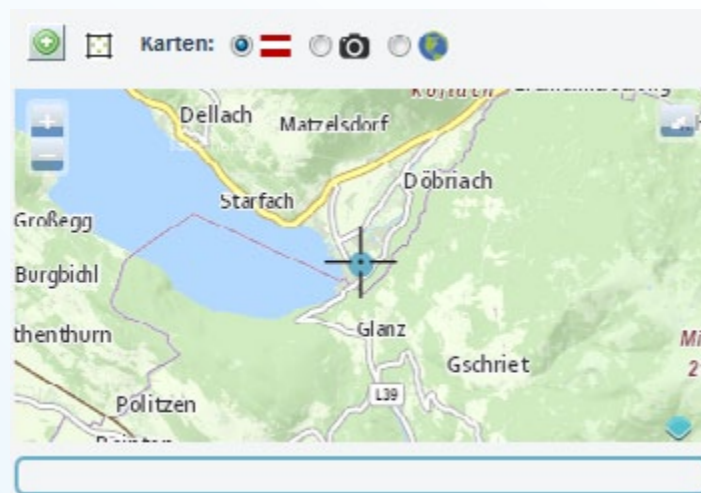 Karten:
Dellach
Matzelsdorf
Döbriach
Starfach
Großegg
Burgbichl
Glanz
thenthurn
Gschriet
L39
Politzen